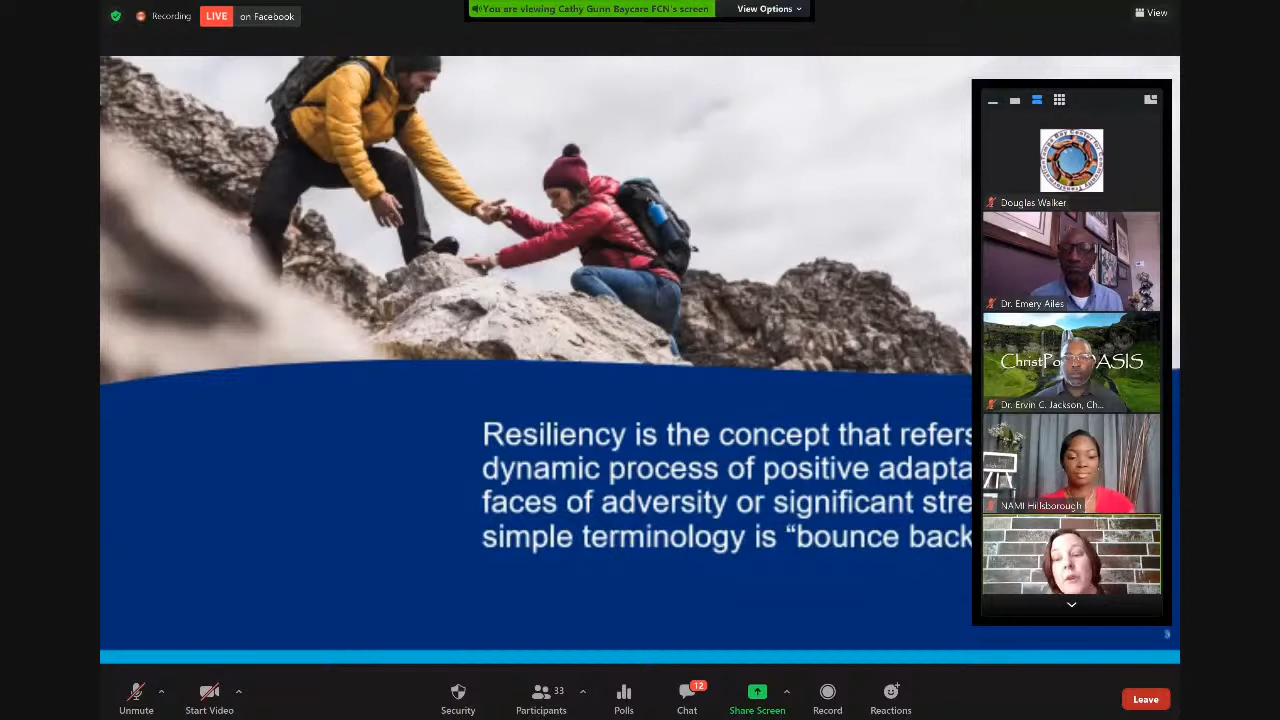 Recording
LIVE on Facebook
You are viewing Cathy Gunn Baycare FCN's screen
View Options
View
Douglas Walker
Dr. Emery Ailes
ChristPo ASIS
Dr. Ervin C. Jackson, Ch...
NAMI Hillsborough
Resiliency is the concept that refers
dynamic process of positive adapta
faces of adversity or significant stre
simple terminology is “bounce back
3
Unmute
Start Video
Security
33
Participants
Polls
12
Chat
Share Screen
Record
Reactions
Leave